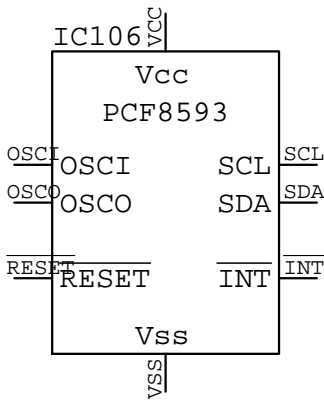 IC106 VCC
Vcc
PCF8593
OSCI OSCI SCL SCL
OSCO OSCO SDA SDA
RESET RESET INT INT
Vss
VSS